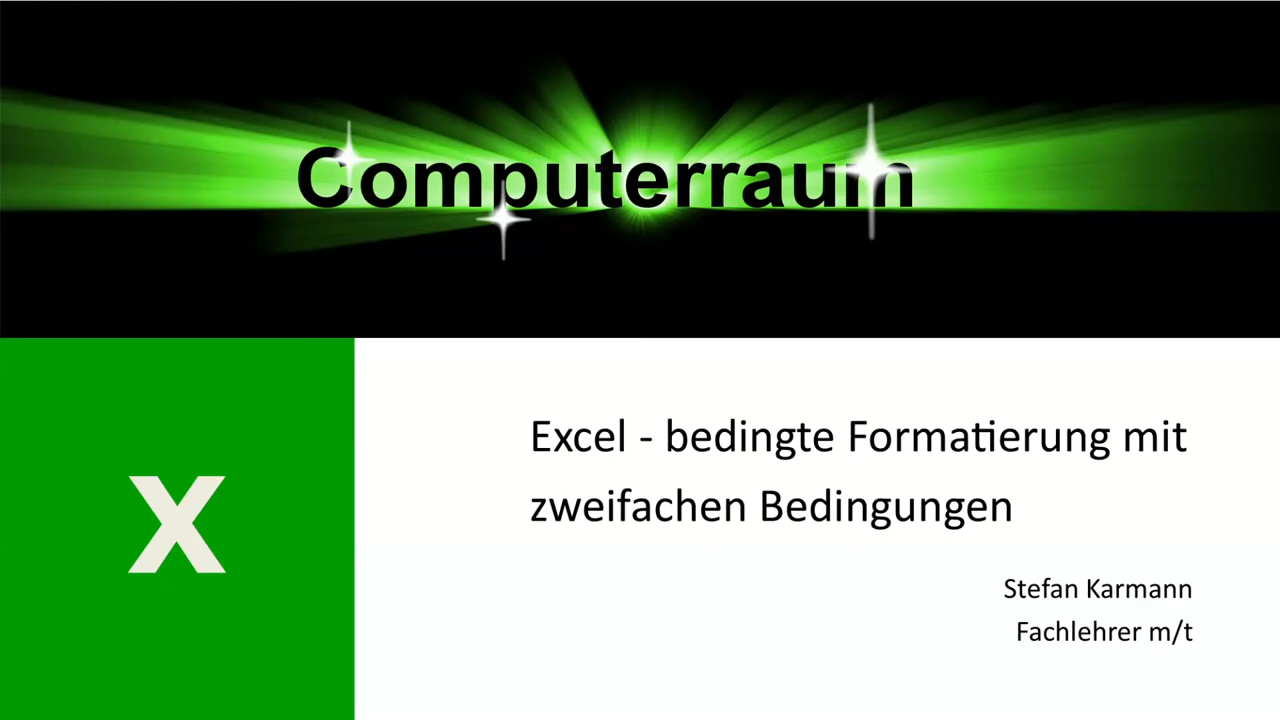 Computerraum
X
Excel - bedingte Formatierung mit
zweifachen Bedingungen
Stefan Karmann
Fachlehrer m/t